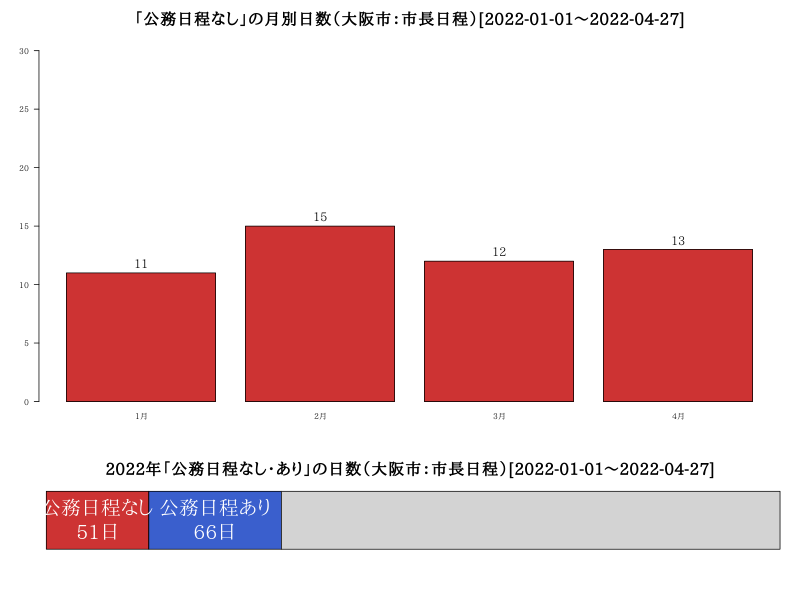 「公務日程なし」の月別日数（大阪市：市長日程）[2022-01-01～2022-04-27]
30
25
20
15
10
5
0
11
15
12
13
1月
2月
3月
4月
2022年「公務日程なし・あり」の日数（大阪市：市長日程）[2022-01-01～2022-04-27]
公務日程なし
51日
公務日程あり
66日